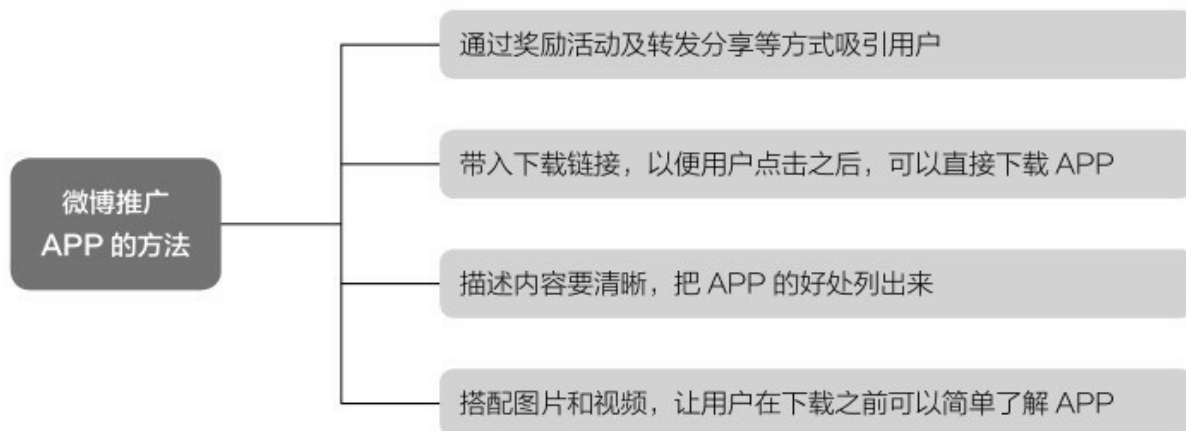 微博推广
APP 的方法
通过奖励活动及转发分享等方式吸引用户
带入下载链接，以便用户点击之后，可以直接下载 APP
描述内容要清晰，把 APP 的好处列出来
搭配图片和视频，让用户在下载之前可以简单了解 APP